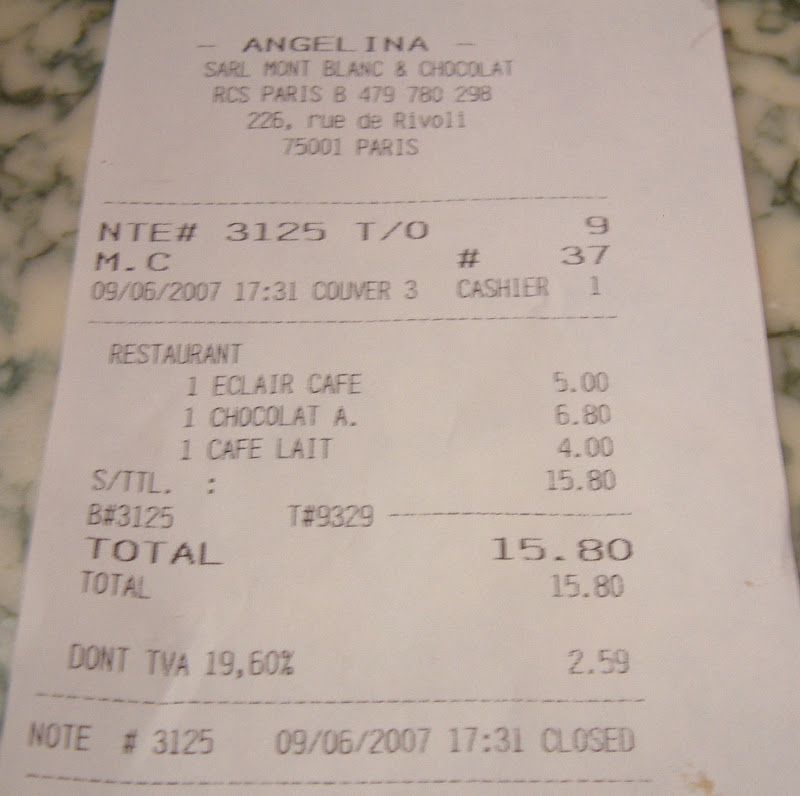 — ANGELINA —
SARL MONT BLANC & CHOCOLAT
RCS PARIS B 479 780 298
226, rue de Rivoli
75001 PARIS
NTE# 3125 T/O 9
M.C # 37
09/06/2007 17:31 COUVER 3 CASHIER 1
RESTAURANT
1 ECLAIR CAFE 5.00
1 CHOCOLAT A. 6.80
1 CAFE LAIT 4.00
S/TTL. : 15.80
B#3125 T#9329
TOTAL 15.80
TOTAL 15.80
DONT TVA 19,60% 2.59
NOTE # 3125 09/06/2007 17:31 CLOSED